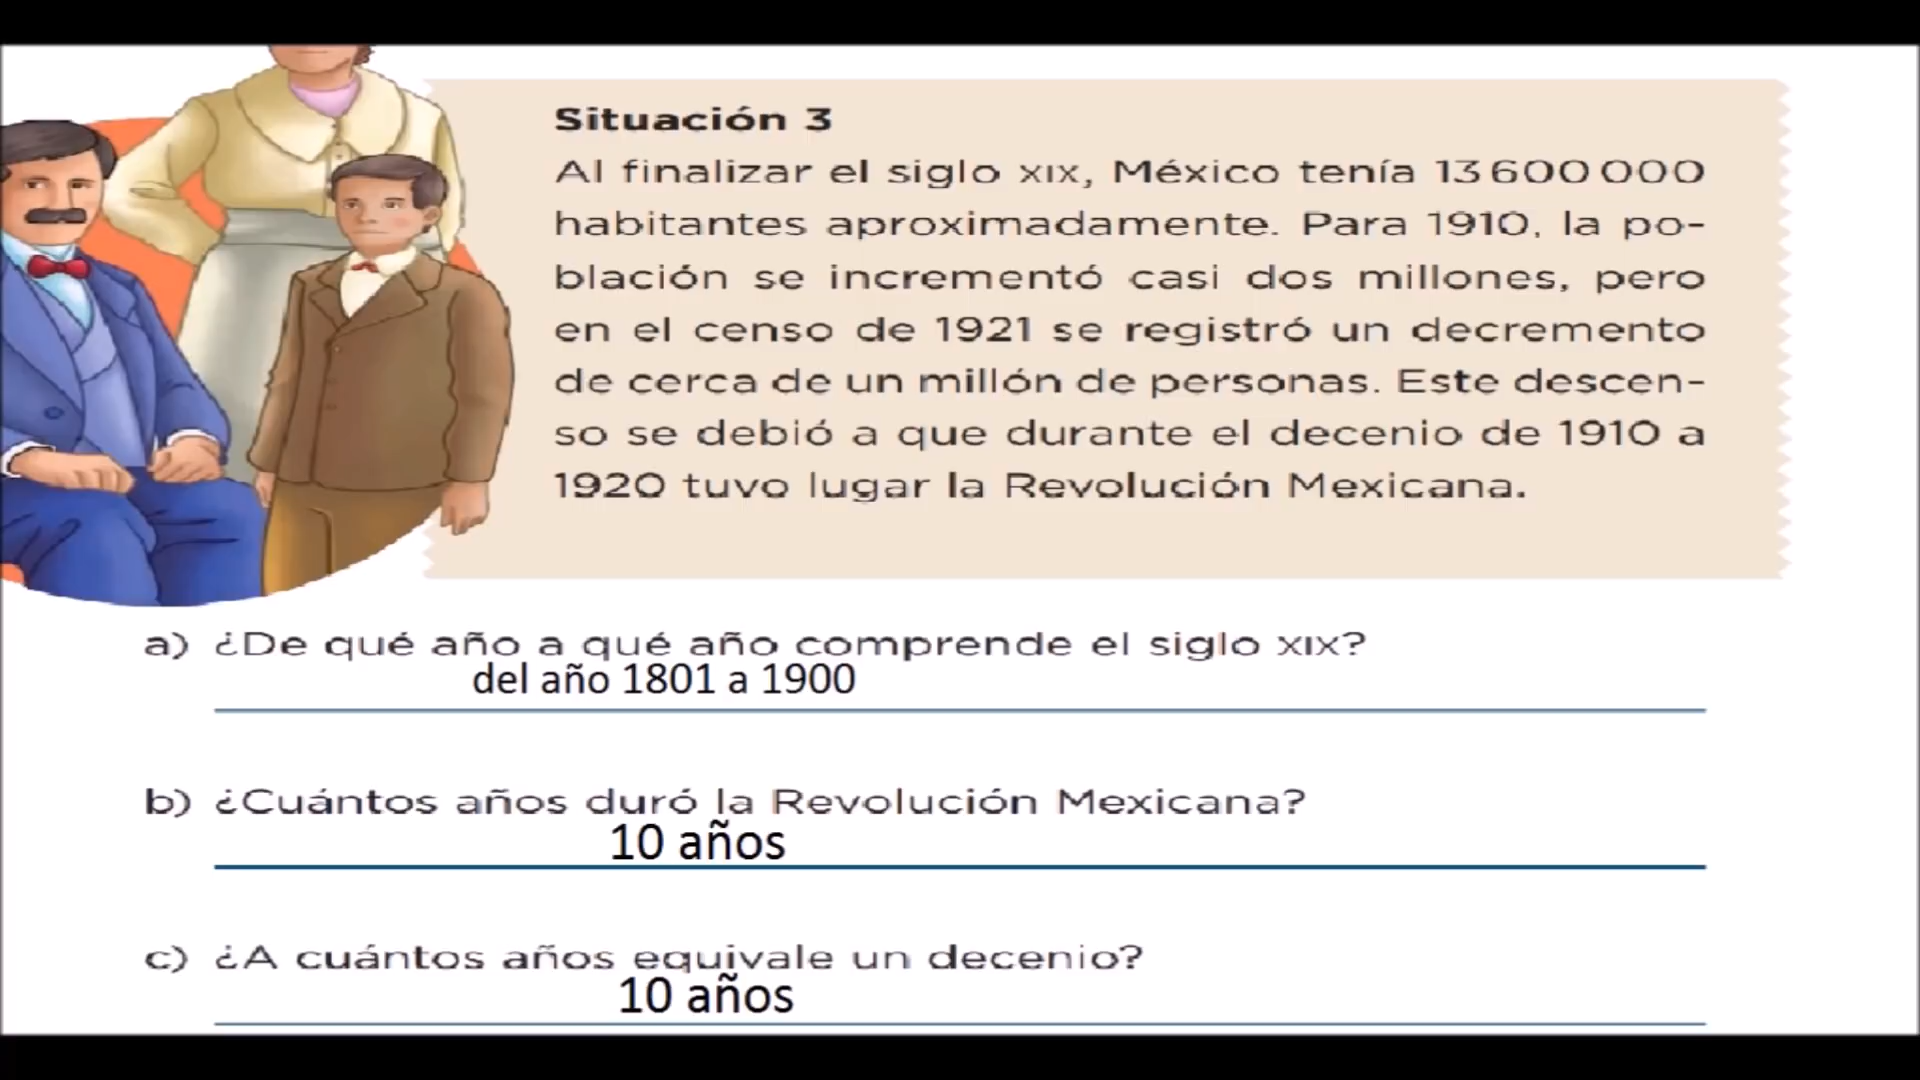 Situación 3
Al finalizar el siglo XIX, México tenía 13 600 000
habitantes aproximadamente. Para 1910, la po-
blación se incrementó casi dos millones, pero
en el censo de 1921 se registró un decremento
de cerca de un millón de personas. Este descen-
so se debió a que durante el decenio de 1910 a
1920 tuvo lugar la Revolución Mexicana.
a) ¿De qué año a qué año comprende el siglo XIX?
del año 1801 a 1900
b) ¿Cuántos años duró la Revolución Mexicana?
10 años
c) ¿A cuántos años equivale un decenio?
10 años